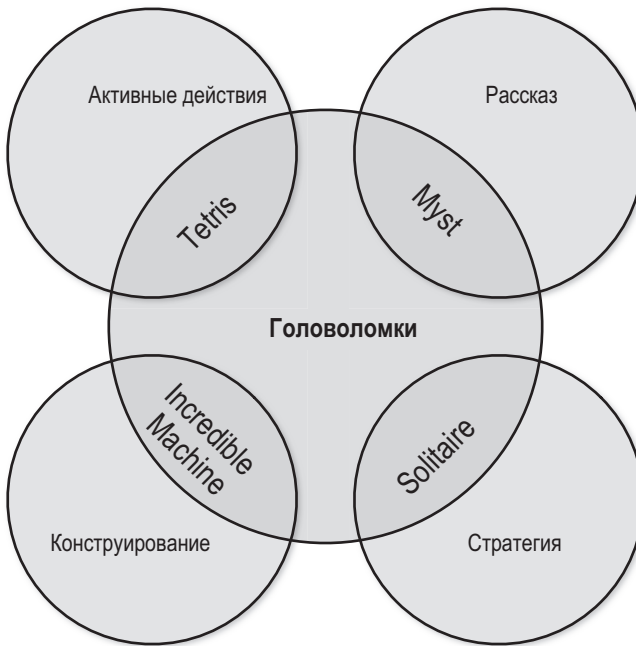 Активные действия
Рассказ
Tetris
Myst
Головоломки
Incredible
Machine
Solitaire
Конструирование
Стратегия